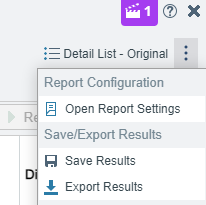 1
Detail List - Original
Report Configuration
Open Report Settings
Save/Export Results
Re
Save Results
Di
Export Results